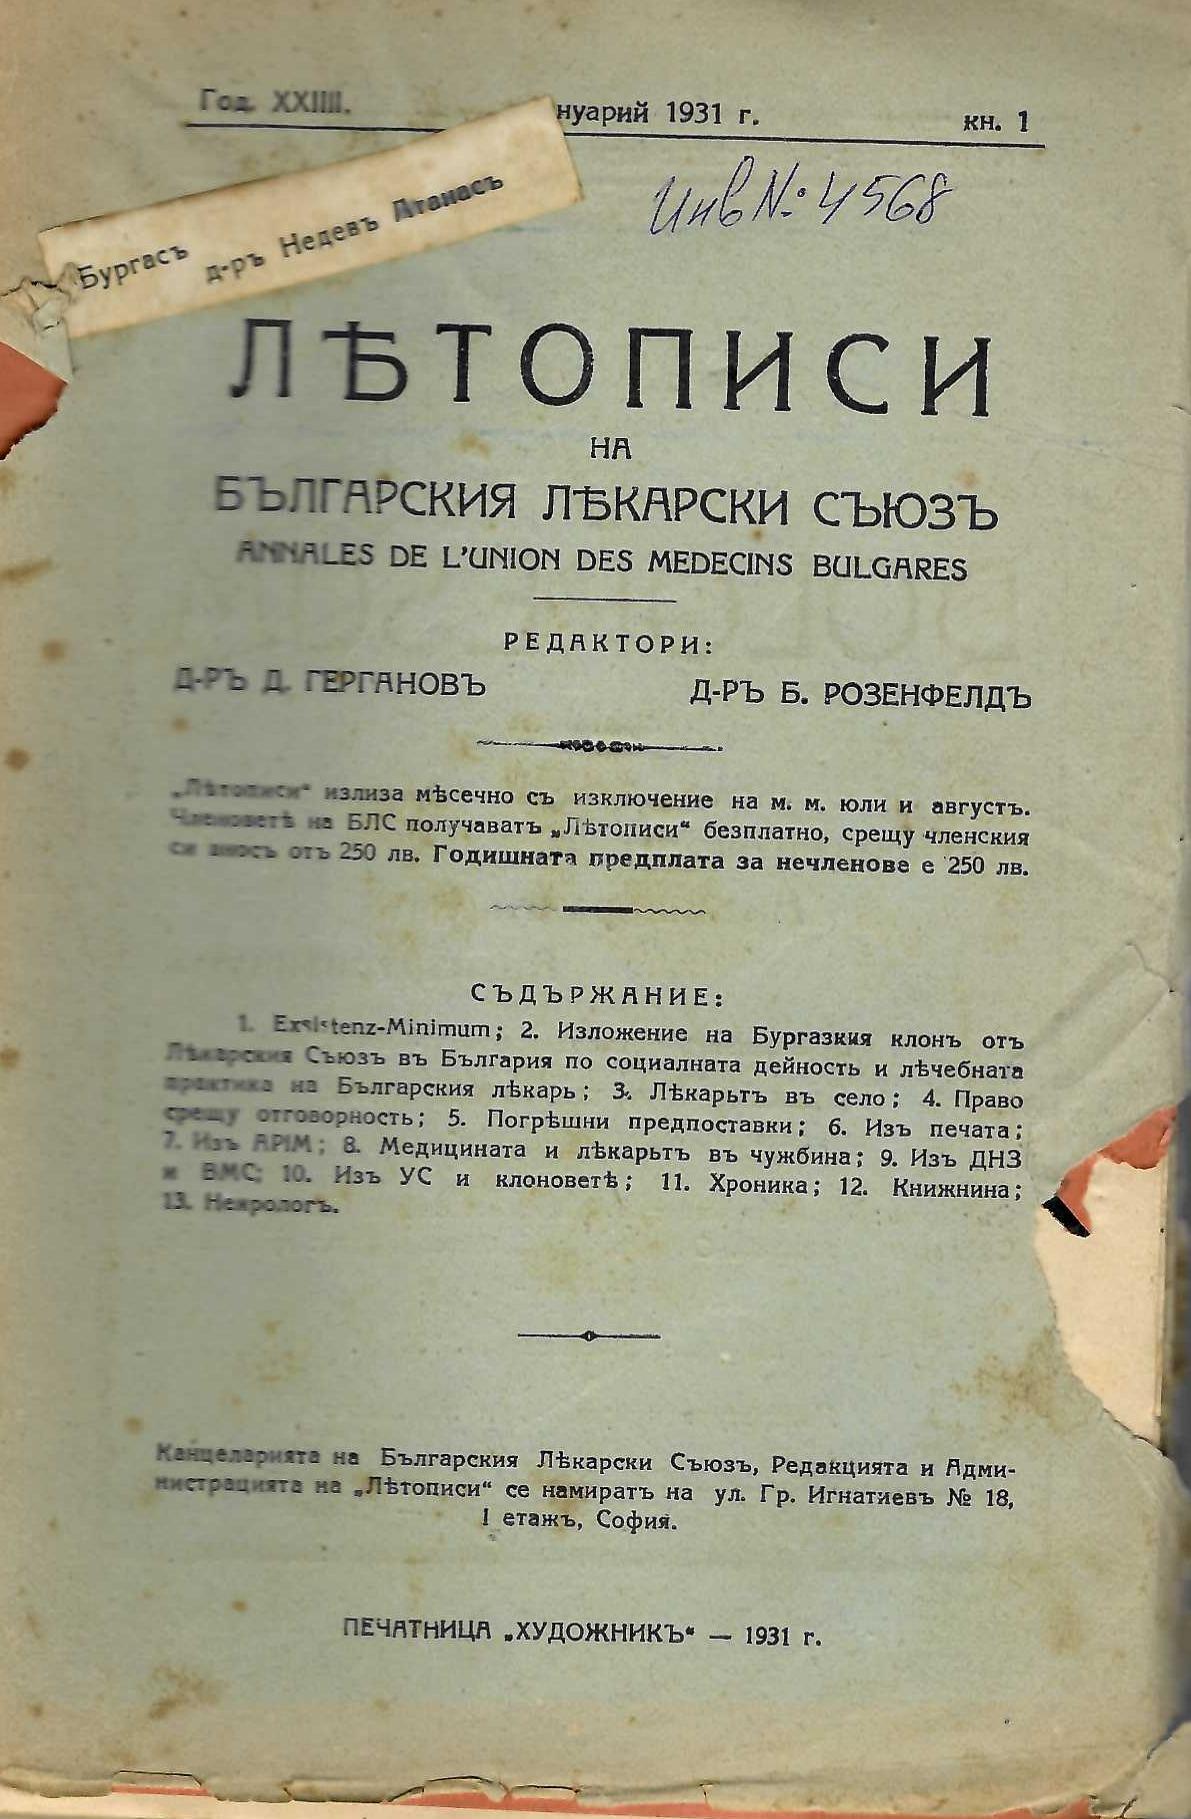 Год. XXIIII.
нуарий 1931 г.
кн. 1
Инв №: 4568
Бургасъ
д-ръ Недевъ Атанасъ
ЛѢТОПИСИ
НА
БЪЛГАРСКИЯ ЛѢКАРСКИ СЪЮЗЪ
ANNALES DE L'UNION DES MEDECINS BULGARES
РЕДАКТОРИ:
Д-РЪ Д. ГЕРГАНОВЪ
Д-РЪ Б. РОЗЕНФЕЛДЪ
„Лѣтописи“ излиза мѣсечно съ изключение на м. м. юли и августъ.
Членоветѣ на БЛС получаватъ „Лѣтописи“ безплатно, срещу членския
си вносъ отъ 250 лв. Годишната предплата за нечленове е 250 лв.
СЪДЪРЖАНИЕ:
1. Exsistenz-Minimum; 2. Изложение на Бургазкия клонъ отъ
Лѣкарския Съюзъ въ България по социалната дейность и лѣчебната
практика на Българския лѣкарь; 3. Лѣкарьтъ въ село; 4. Право
срещу отговорность; 5. Погрѣшни предпоставки; 6. Изъ печата;
7. Изъ APIM; 8. Медицината и лѣкарьтъ въ чужбина; 9. Изъ ДНЗ
и ВМС; 10. Изъ УС и клоноветѣ; 11. Хроника; 12. Книжнина;
13. Некрологъ.
Канцеларията на Българския Лѣкарски Съюзъ, Редакцията и Адми-
нистрацията на „Лѣтописи“ се намиратъ на ул. Гр. Игнатиевъ № 18,
I етажъ, София.
ПЕЧАТНИЦА „ХУДОЖНИКЪ“ — 1931 г.